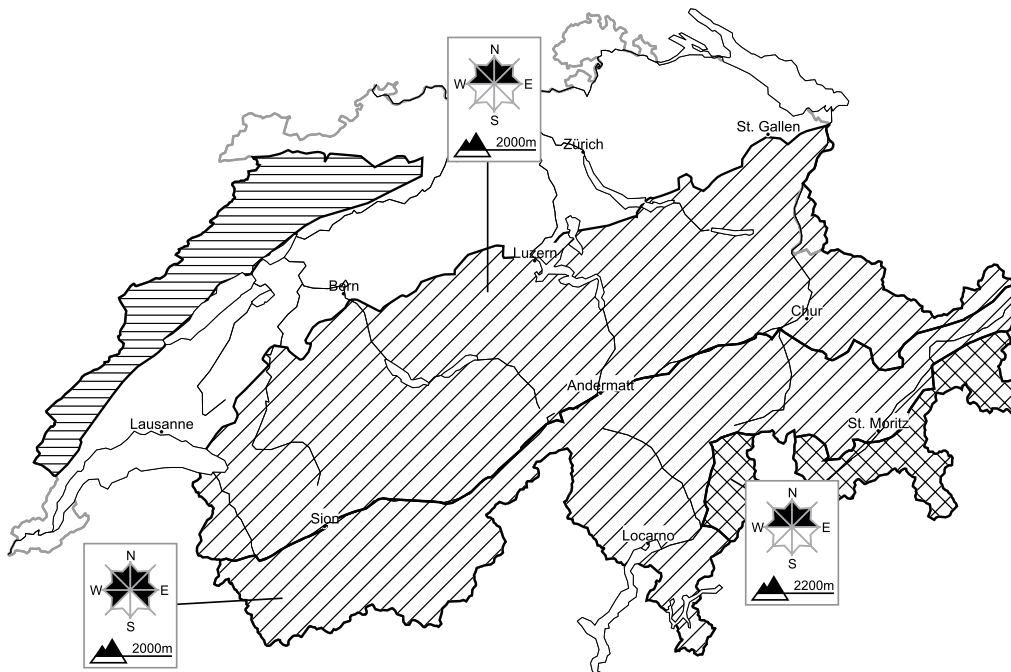 N
W E
S
2000m
St. Gallen
Zürich
Luzern
Bern
Chur
Andermatt
Lausanne
St. Moritz
N
W E
S
2200m
Sion
Locarno
N
W E
S
2000m